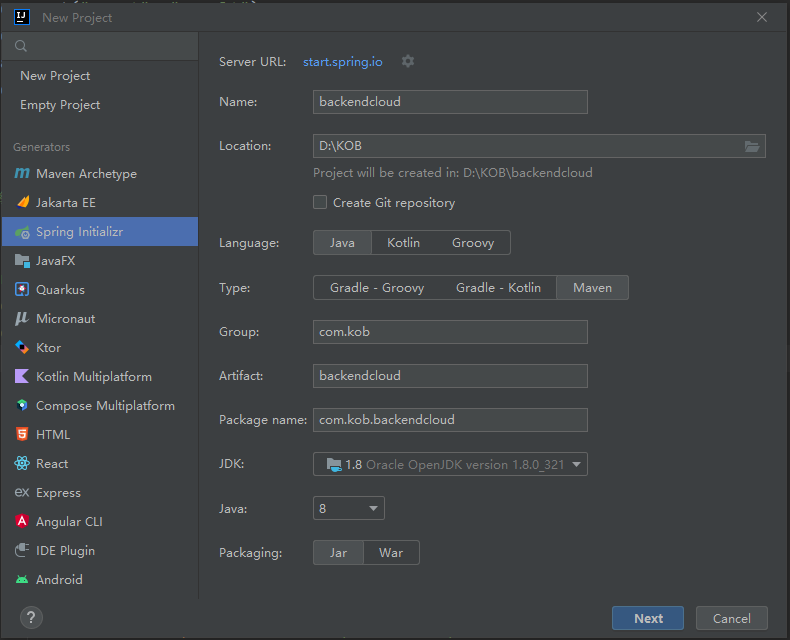 New Project
New Project
Empty Project
Generators
Maven Archetype
Jakarta EE
Spring Initializr
JavaFX
Quarkus
Micronaut
Ktor
Kotlin Multiplatform
Compose Multiplatform
HTML
React
Express
Angular CLI
IDE Plugin
Android
Server URL: start.spring.io
Name: backendcloud
Location: D:\KOB
Project will be created in: D:\KOB\backendcloud
Create Git repository
Language: Java Kotlin Groovy
Type: Gradle - Groovy Gradle - Kotlin Maven
Group: com.kob
Artifact: backendcloud
Package name: com.kob.backendcloud
JDK: 1.8 Oracle OpenJDK version 1.8.0_321
Java: 8
Packaging: Jar War
? Next Cancel